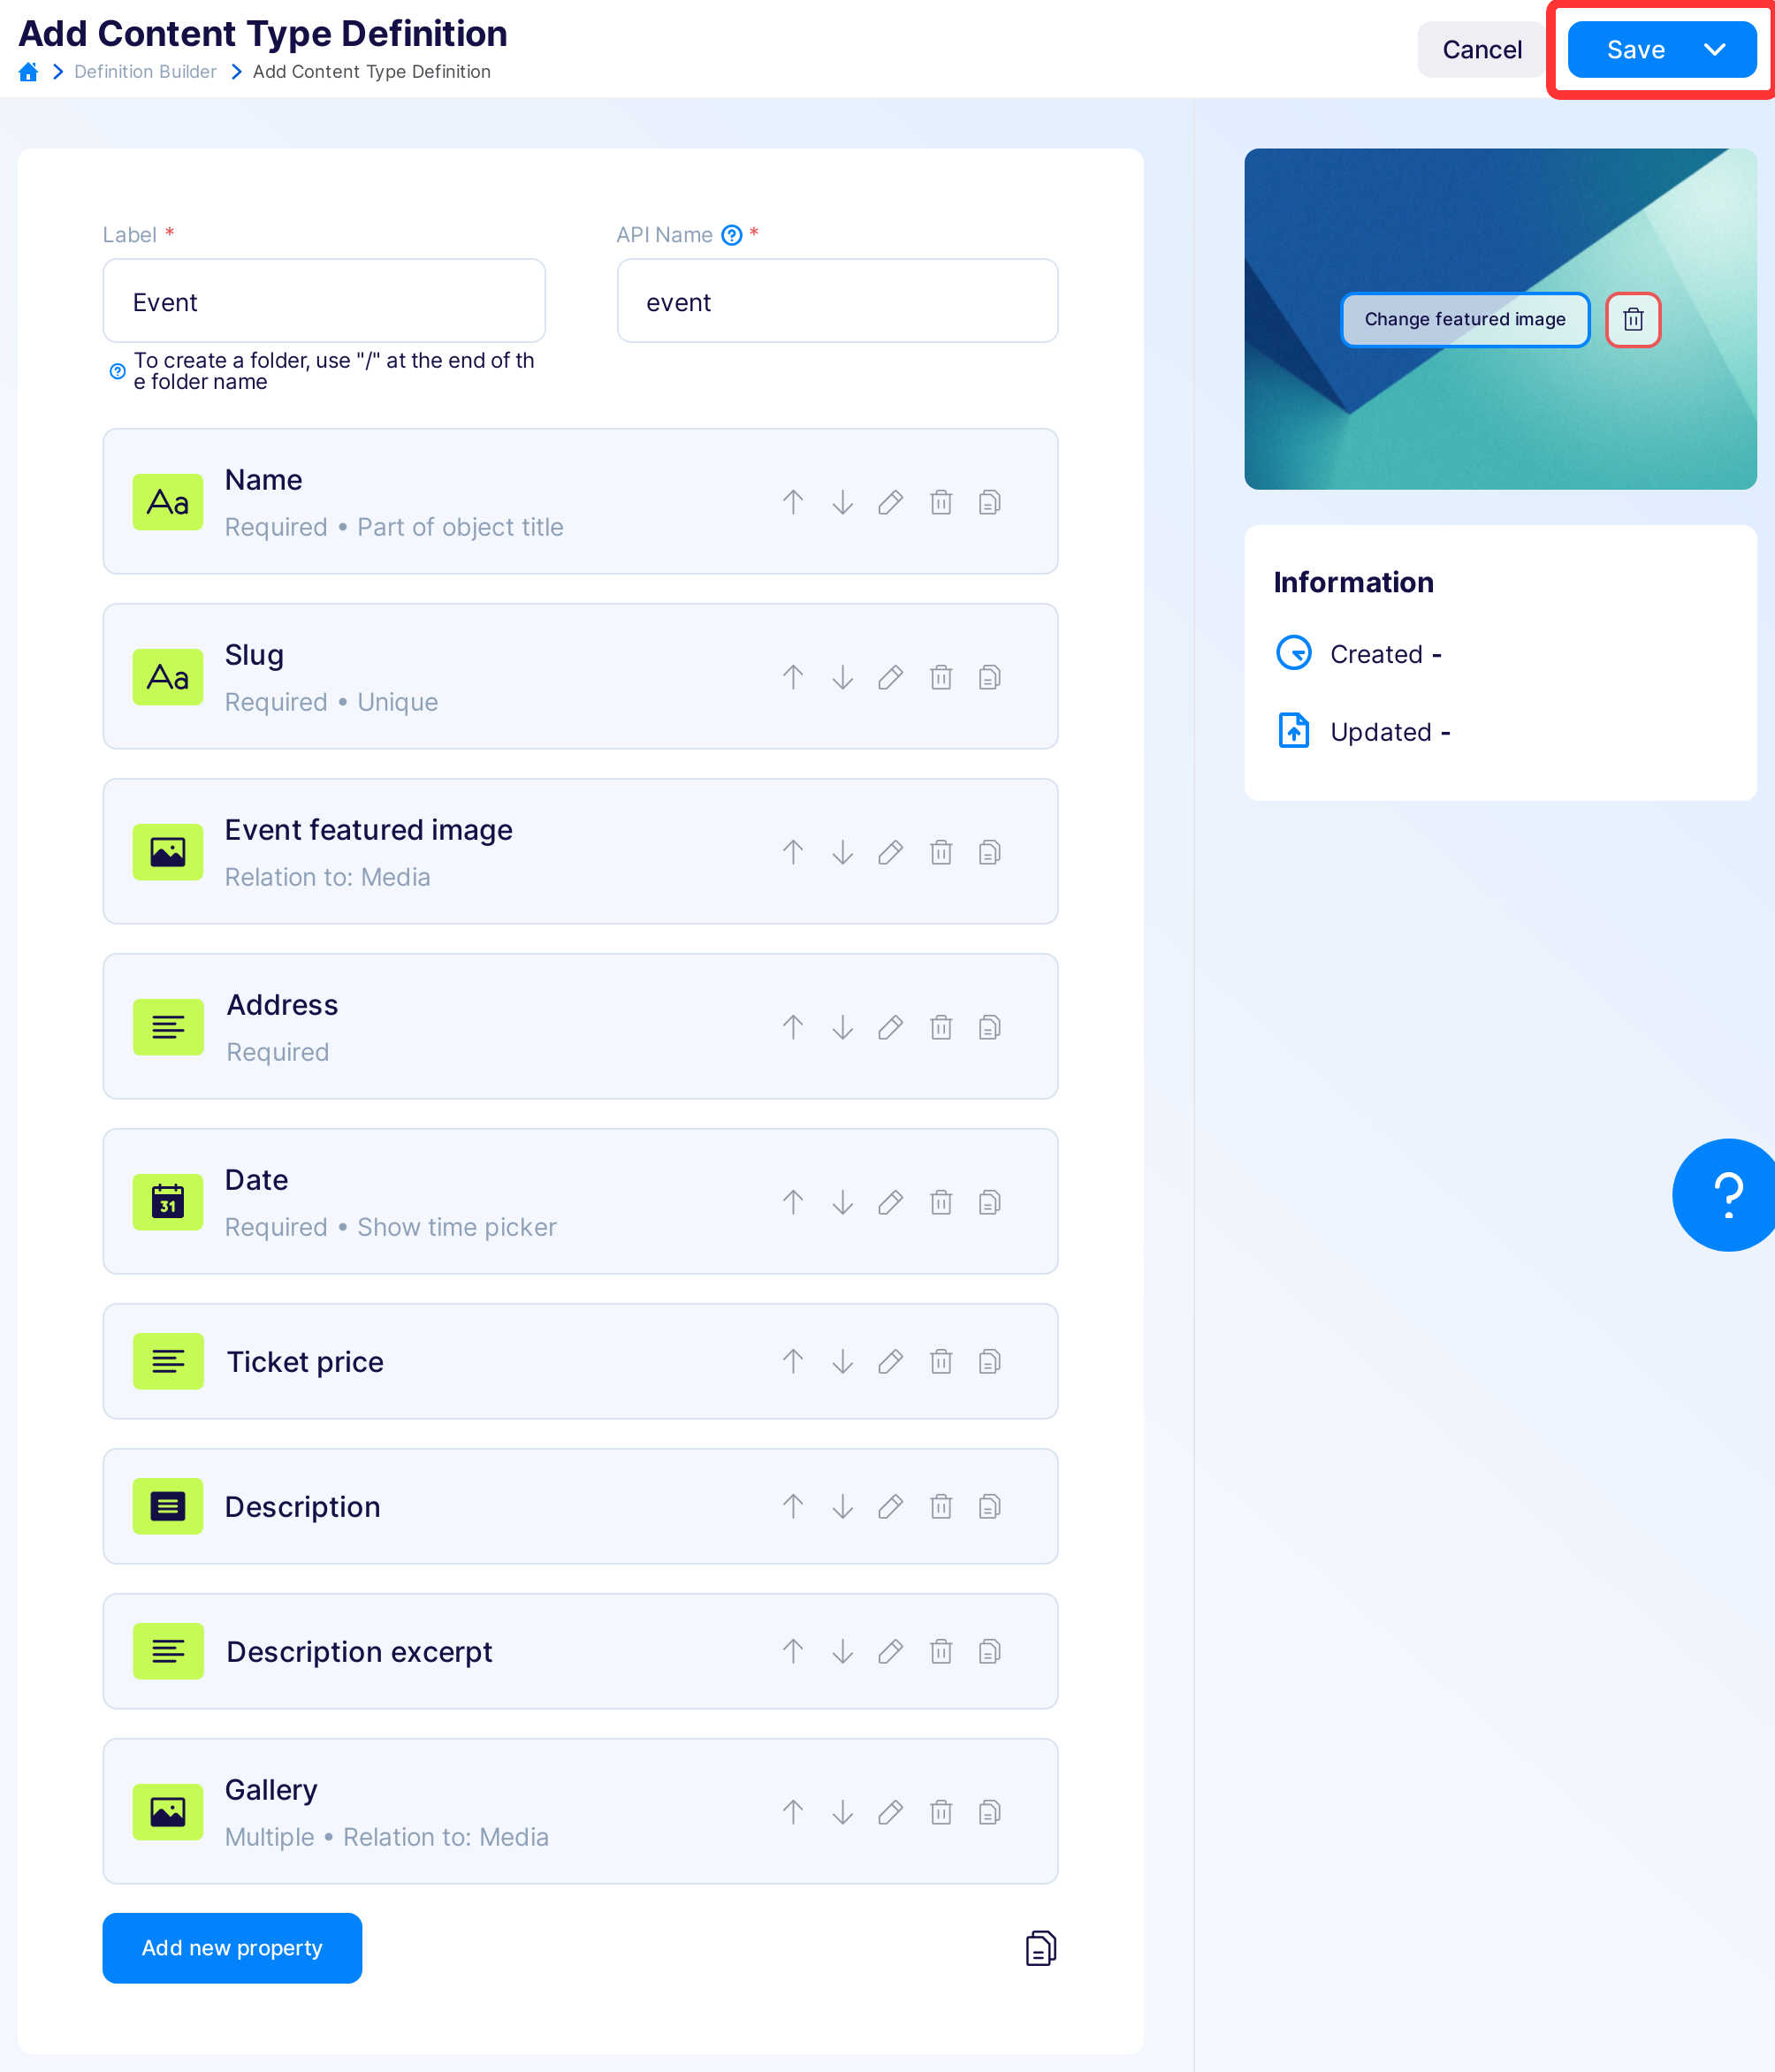 Add Content Type Definition
Cancel
Save
Definition Builder
Add Content Type Definition
Label *
API Name *
Event
event
To create a folder, use "/" at the end of th
e folder name
Change featured image
Aa
Name
Required • Part of object title
Information
Created -
Updated -
Aa
Slug
Required • Unique
Event featured image
Relation to: Media
Address
Required
31
Date
Required • Show time picker
Ticket price
Description
Description excerpt
Gallery
Multiple • Relation to: Media
Add new property